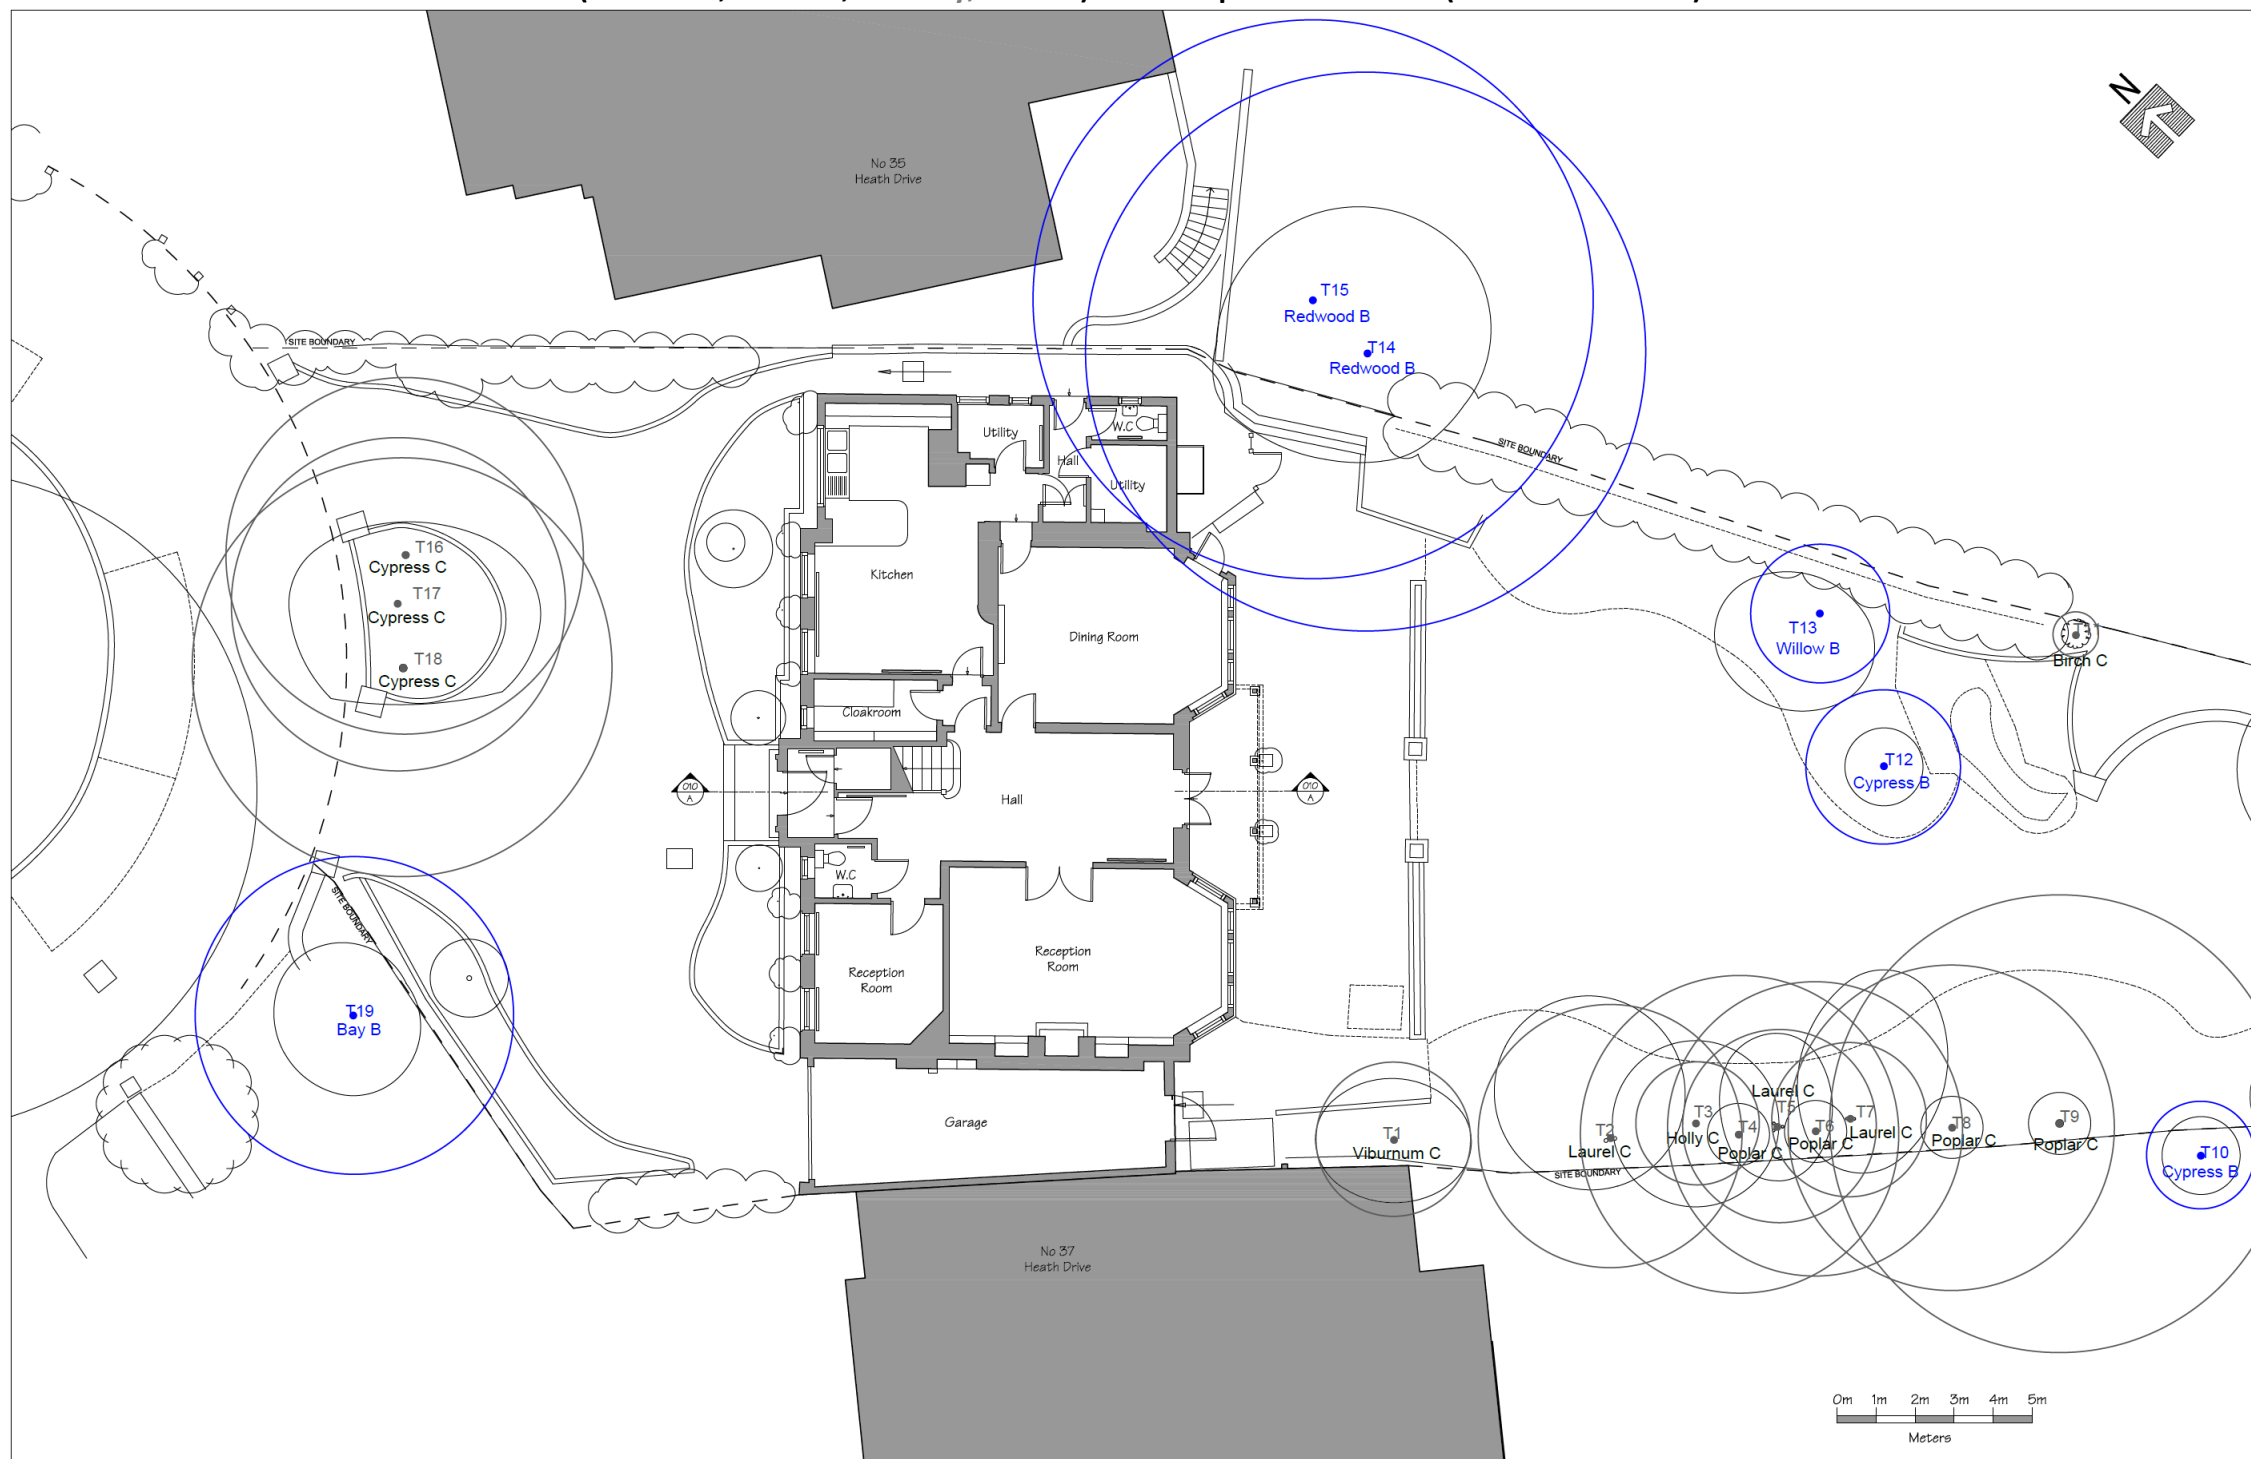 N
No 35
Heath Drive
T15
Redwood B
T14
Redwood B
SITE BOUNDARY
SITE BOUNDARY
Utility
W.C
Hall
Utility
T16
Cypress C
T17
Cypress C
T18
Cypress C
Kitchen
Dining Room
T13
Willow B
Birch C
Cloakroom
T12
Cypress B
010
A
Hall
010
A
W.C
SITE BOUNDARY
Reception
Room
Reception
Room
T19
Bay B
Garage
T1
Viburnum C
T2
Laurel C
T3
Holly C
T4
Poplar C
Laurel C
T5
T6
Poplar C
T7
Laurel C
T8
Poplar C
T9
Poplar C
T10
Cypress B
SITE BOUNDARY
No 37
Heath Drive
0m 1m 2m 3m 4m 5m
Meters